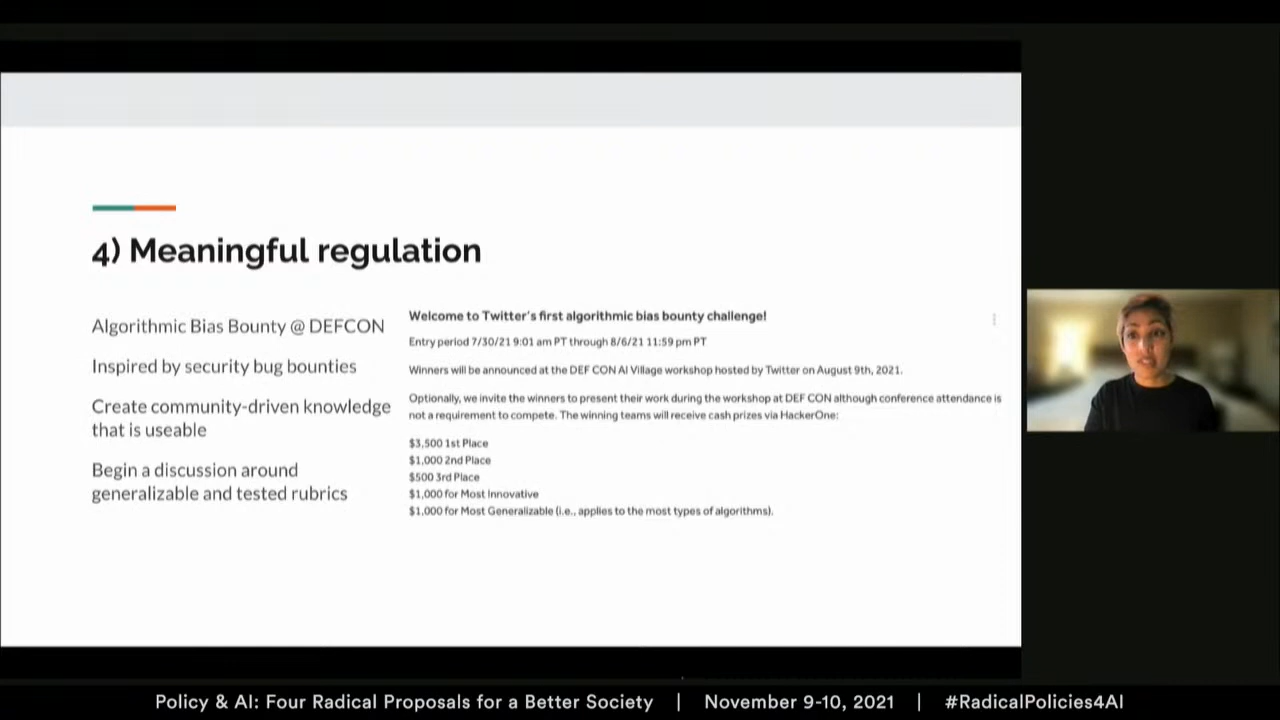 4) Meaningful regulation
Algorithmic Bias Bounty @ DEFCON
Inspired by security bug bounties
Create community-driven knowledge
that is useable
Begin a discussion around
generalizable and tested rubrics
Welcome to Twitter's first algorithmic bias bounty challenge!
Entry period 7/30/21 9:01 am PT through 8/6/21 11:59 pm PT
Winners will be announced at the DEF CON AI Village workshop hosted by Twitter on August 9th, 2021.
Optionally, we invite the winners to present their work during the workshop at DEF CON although conference attendance is
not a requirement to compete. The winning teams will receive cash prizes via HackerOne:
$3,500 1st Place
$1,000 2nd Place
$500 3rd Place
$1,000 for Most Innovative
$1,000 for Most Generalizable (i.e., applies to the most types of algorithms).
Policy & AI: Four Radical Proposals for a Better Society | November 9-10, 2021 | #RadicalPolicies4AI